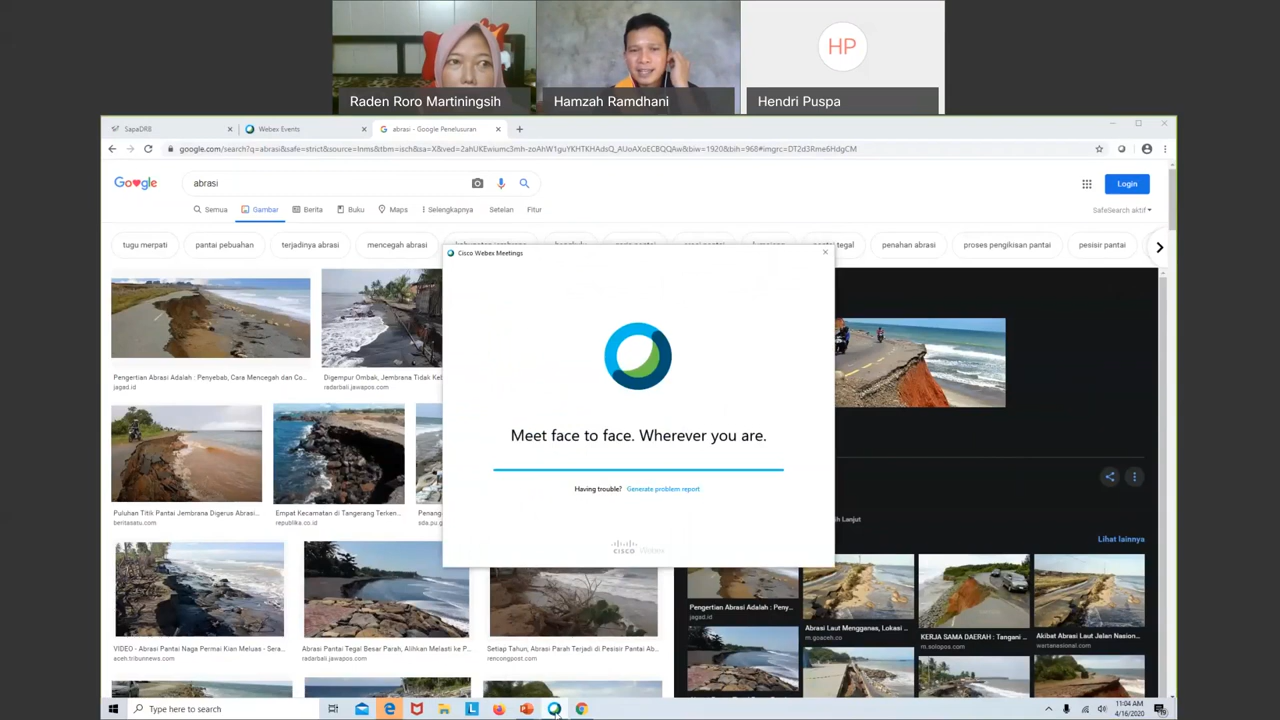 HP
Raden Roro Martiningsih
Hamzah Ramdhani
Hendri Puspa
SapaDRB
Webex Events
abrasi - Google Penelusuran
google.com/search?q=abrasi&safe=strict&source=lnms&tbm=isch&sa=X&ved=2ahUKEwiumc3mh-zoAhW1guYKHTKHAdsQ_AUoAXoECBQQAw&biw=1920&bih=968#imgrc=DT2d3Rme6HdgCM
Google
abrasi
Login
Semua
Gambar
Berita
Buku
Maps
Selengkapnya
Setelan
Fitur
SafeSearch aktif
tugu merpati
pantai pebuahan
terjadinya abrasi
mencegah abrasi
penahan abrasi
proses pengikisan pantai
pesisir pantai
Cisco Webex Meetings
Meet face to face. Wherever you are.
Having trouble? Generate problem report
CISCO Webex
Pengertian Abrasi Adalah : Penyebab, Cara Mencegah dan Co...
jagad.id
Digempur Ombak, Jembrana Tidak Keb
radarbali.jawapos.com
Puluhan Titik Pantai Jembrana Digerus Abrasi...
beritasatu.com
Empat Kecamatan di Tangerang Terken...
republika.co.id
Penang
sda.pu.g
h Lanjut
Lihat lainnya
VIDEO - Abrasi Pantai Naga Permai Kian Meluas - Sera...
aceh.tribunnews.com
Abrasi Pantai Tegal Besar Parah, Alihkan Melasti ke P...
radarbali.jawapos.com
Setiap Tahun, Abrasi Parah Terjadi di Pesisir Pantai Ab...
rencongpost.com
Pengertian Abrasi Adalah : Peny...
jagad.id
Abrasi Laut Mengganas, Lokasi ...
m.goaceh.co
KERJA SAMA DAERAH : Tangani ...
m.solopos.com
Akibat Abrasi Laut Jalan Nasion...
wartanasional.com
Type here to search
11:04 AM
4/16/2020